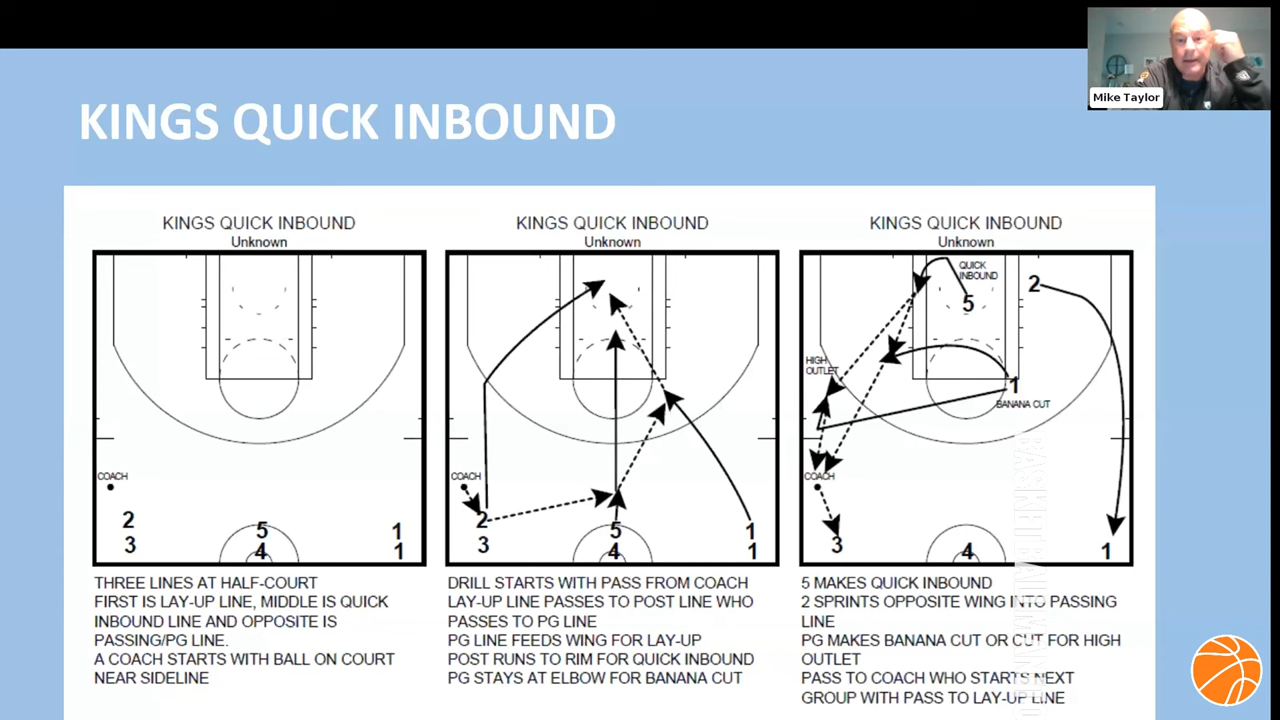 Mike Taylor
KINGS QUICK INBOUND
KINGS QUICK INBOUND
Unknown
COACH
2
3
5
4
1
1
THREE LINES AT HALF-COURT
FIRST IS LAY-UP LINE, MIDDLE IS QUICK
INBOUND LINE AND OPPOSITE IS
PASSING/PG LINE.
A COACH STARTS WITH BALL ON COURT
NEAR SIDELINE
KINGS QUICK INBOUND
Unknown
COACH
2
3
5
4
1
1
DRILL STARTS WITH PASS FROM COACH
LAY-UP LINE PASSES TO POST LINE WHO
PASSES TO PG LINE
PG LINE FEEDS WING FOR LAY-UP
POST RUNS TO RIM FOR QUICK INBOUND
PG STAYS AT ELBOW FOR BANANA CUT
KINGS QUICK INBOUND
Unknown
QUICK
INBOUND
5
2
HIGH
OUTLET
1
BANANA CUT
COACH
3
4
1
5 MAKES QUICK INBOUND
2 SPRINTS OPPOSITE WING INTO PASSING
LINE
PG MAKES BANANA CUT OR CUT FOR HIGH
OUTLET
PASS TO COACH WHO STARTS NEXT
GROUP WITH PASS TO LAY-UP LINE